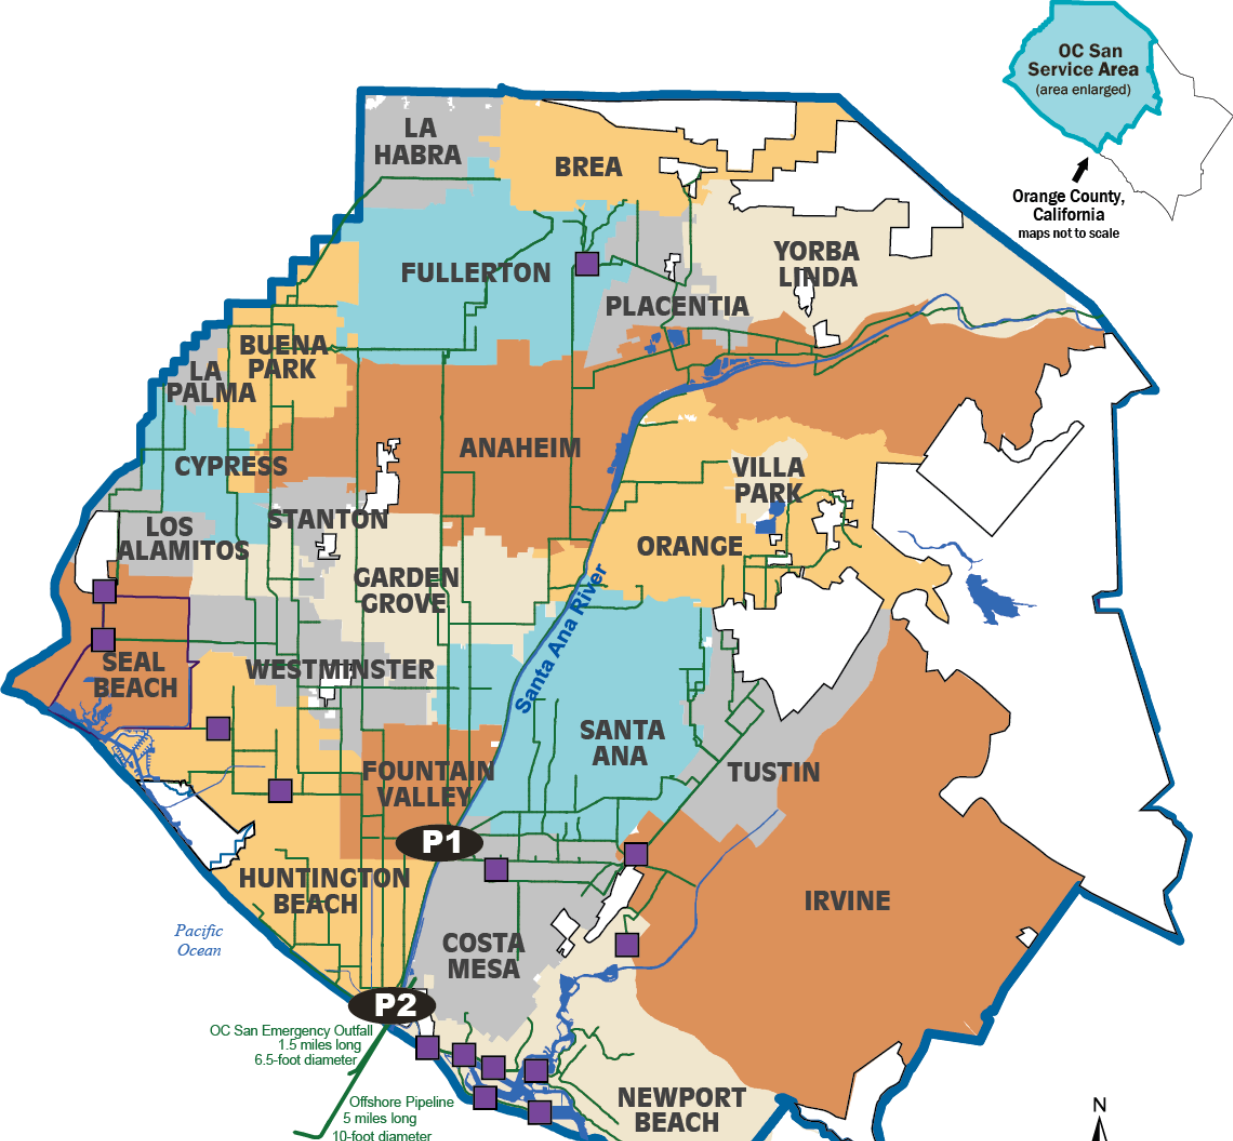 OC San
Service Area
(area enlarged)
Orange County,
California
maps not to scale
LA
HABRA
BREA
YORBA
LINDA
FULLERTON
PLACENTIA
BUENA
PARK
LA
PALMA
ANAHEIM
CYPRESS
VILLA
PARK
STANTON
LOS
ALAMITOS
ORANGE
GARDEN
GROVE
Santa Ana River
SEAL
BEACH
WESTMINSTER
SANTA
ANA
TUSTIN
FOUNTAIN
VALLEY
P1
HUNTINGTON
BEACH
IRVINE
Pacific
Ocean
COSTA
MESA
P2
OC San Emergency Outfall
1.5 miles long
6.5-foot diameter
Offshore Pipeline
5 miles long
10-foot diameter
NEWPORT
BEACH
N